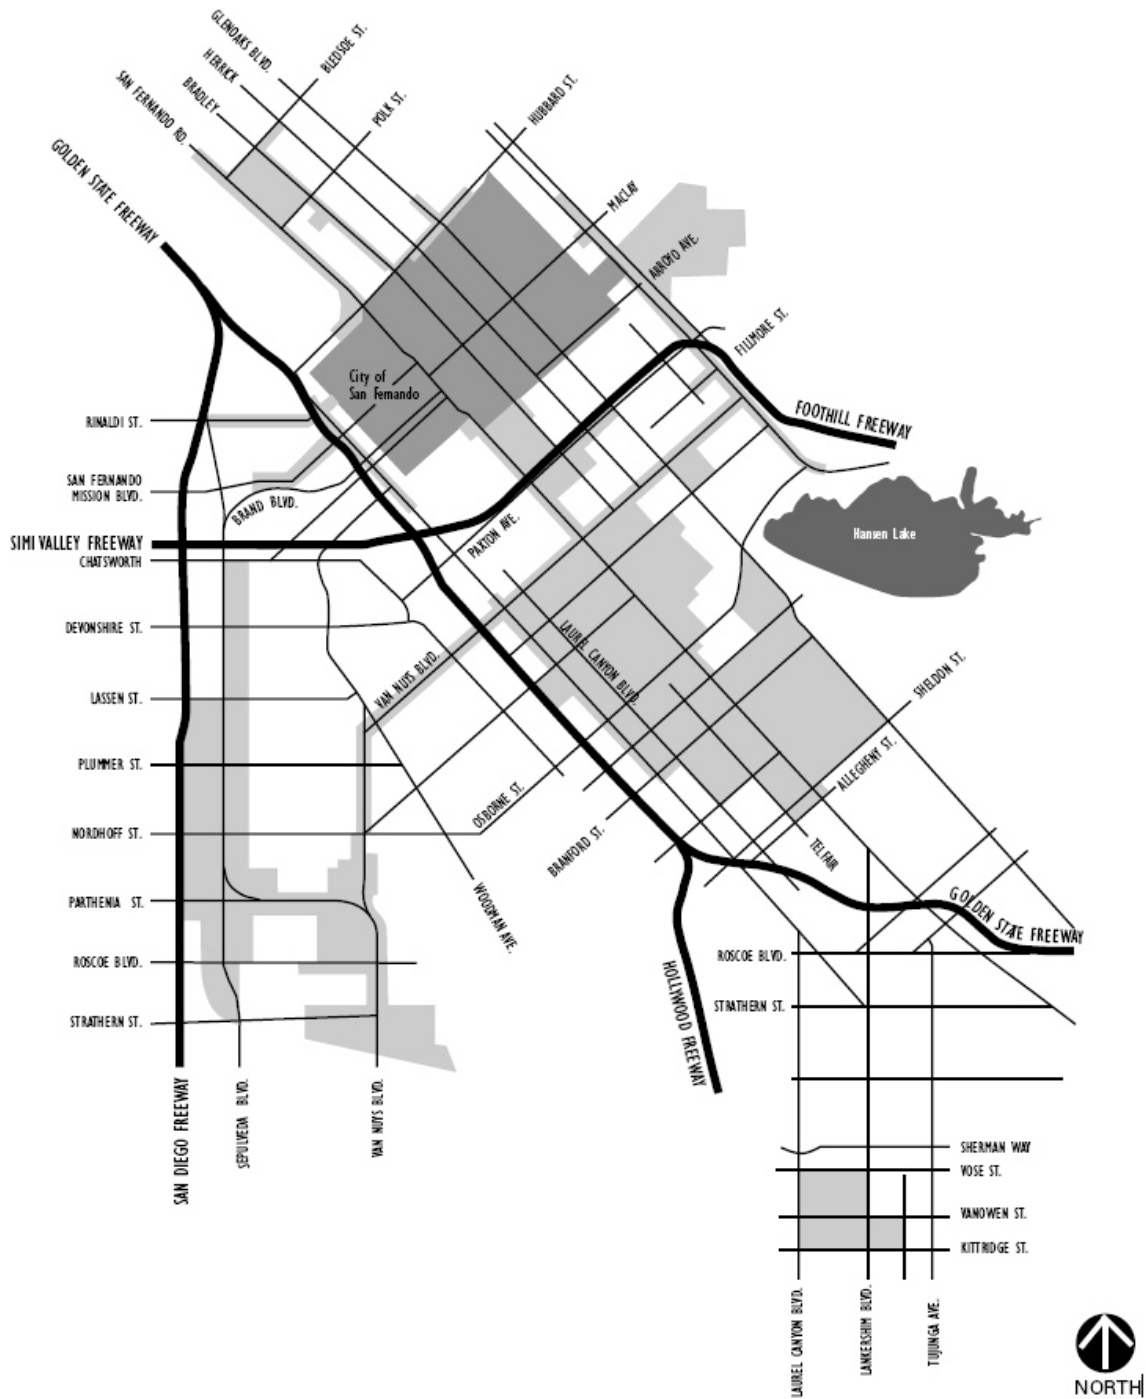 GLENOAKS BLVD.
BLEDSOE ST.
HERRICK
BRADLEY
POLK ST.
HUBBARD ST.
SAN FERNANDO RD.
GOLDEN STATE FREEWAY
MACLAY
ARROYO AVE.
FILLMORE ST.
City of
San Fernando
FOOTHILL FREEWAY
RINALDI ST.
SAN FERNANDO
MISSION BLVD.
BRAND BLVD.
SIMI VALLEY FREEWAY
CHATSWORTH
PAXTON AVE.
Hansen Lake
DEVONSHIRE ST.
LAUREL CANYON BLVD.
VAN NUYS BLVD.
LASSEN ST.
SHELDON ST.
PLUMMER ST.
ALLEGHENY ST.
NORDHOFF ST.
OSBORNE ST.
BRANFORD ST.
TELFAIR
PARTHENIA ST.
WOODMAN AVE.
GOLDEN STATE FREEWAY
ROSCOE BLVD.
ROSCOE BLVD.
STRATHERN ST.
STRATHERN ST.
HOLLYWOOD FREEWAY
SAN DIEGO FREEWAY
SEPULVEDA BLVD.
VAN NUYS BLVD.
SHERMAN WAY
VOSE ST.
VANOWEN ST.
KITTRIDGE ST.
LAUREL CANYON BLVD.
LANKERSHIM BLVD.
TUJUNGA AVE.
NORTH